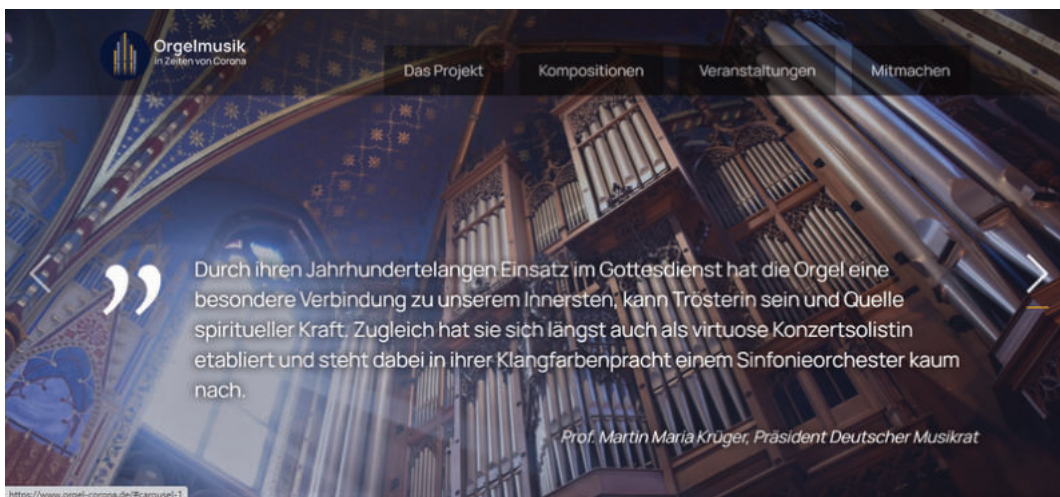 Orgelmusik
in Zeiten von Corona
Das Projekt
Kompositionen
Veranstaltungen
Mitmachen
”
Durch ihren Jahrhundertelangen Einsatz im Gottesdienst hat die Orgel eine
besondere Verbindung zu unserem Innersten, kann Trösterin sein und Quelle
spiritueller Kraft. Zugleich hat sie sich längst auch als virtuose Konzertsolistin
etabliert und steht dabei in ihrer Klangfarbenpracht einem Sinfonieorchester kaum
nach.
Prof. Martin Maria Krüger, Präsident Deutscher Musikrat
https://www.orgel-corona.de/#carousel-1